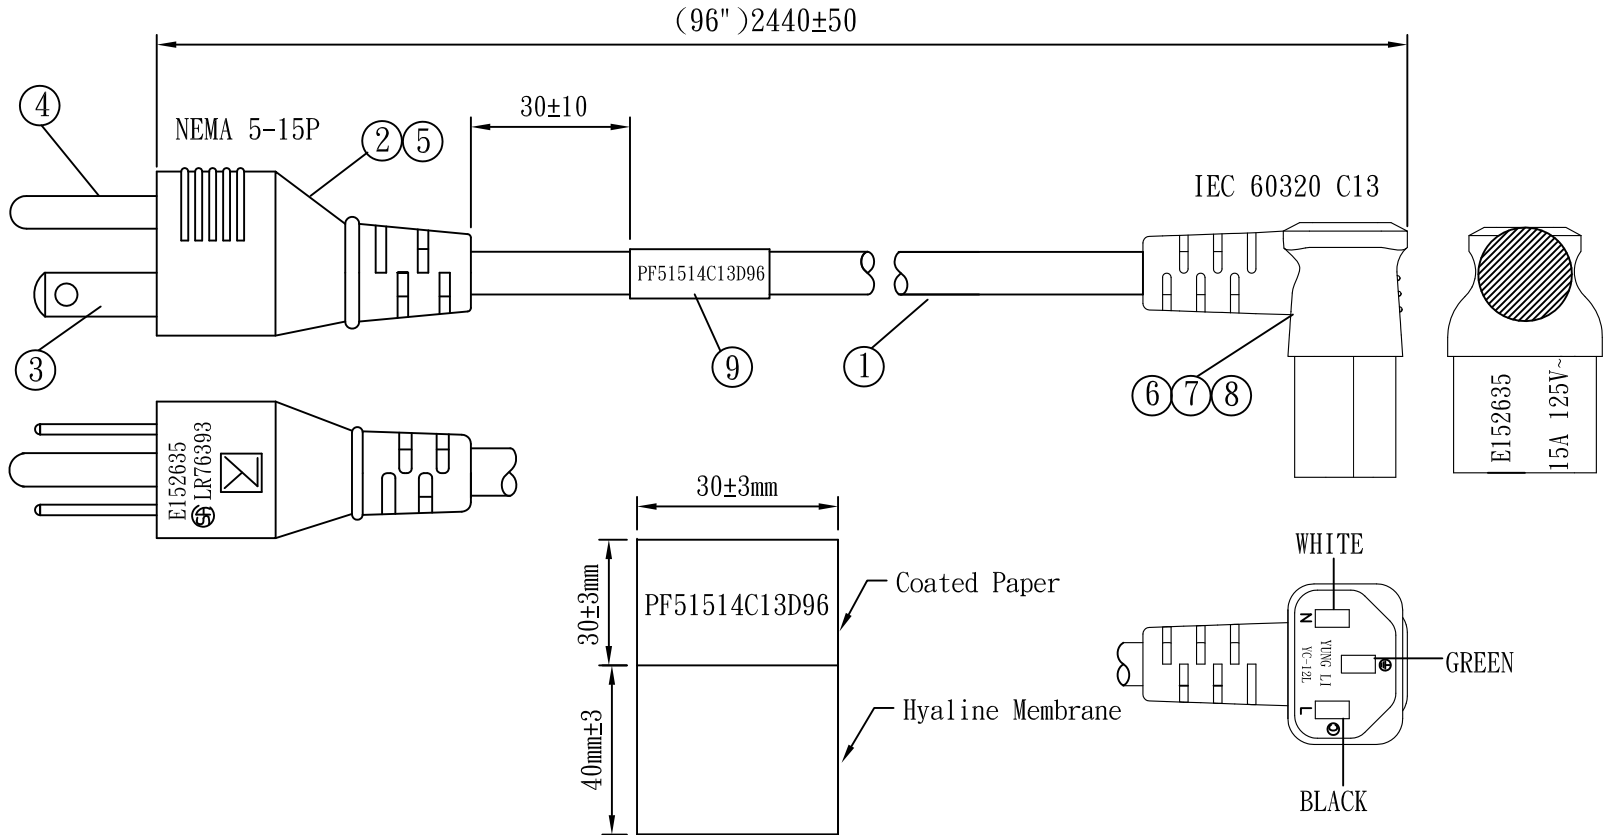 (96")2440±50
4
NEMA 5-15P
2
5
30±10
IEC 60320 C13
PF51514C13D96
3
9
1
6
7
8
E152635
15A 125V~
E152635
LR76393
30±3mm
30±3mm
PF51514C13D96
Coated Paper
40mm±3
Hyaline Membrane
WHITE
N
YUNG LI
YC-12L
GREEN
L
BLACK